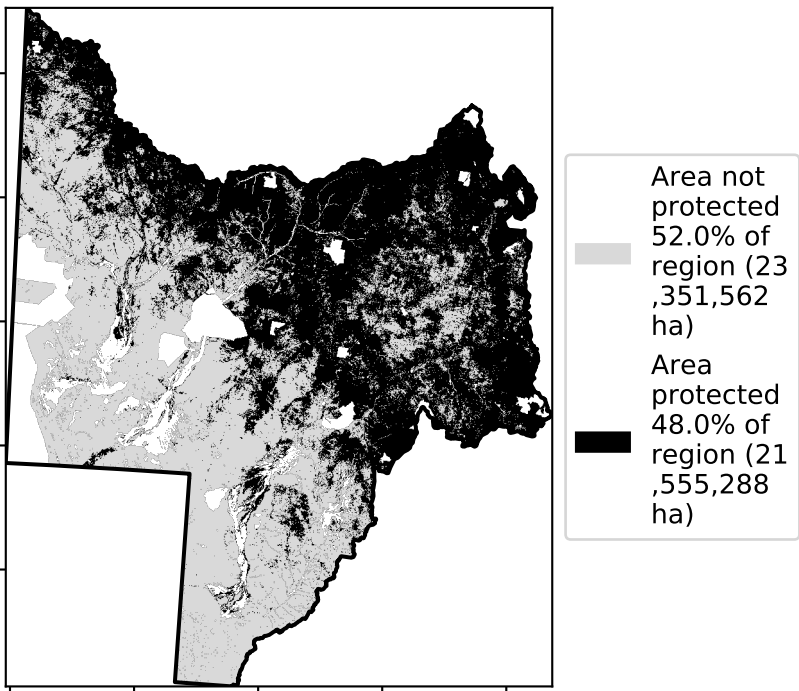 Area not
protected
52.0% of
region (23
,351,562
ha)
Area
protected
48.0% of
region (21
,555,288
ha)